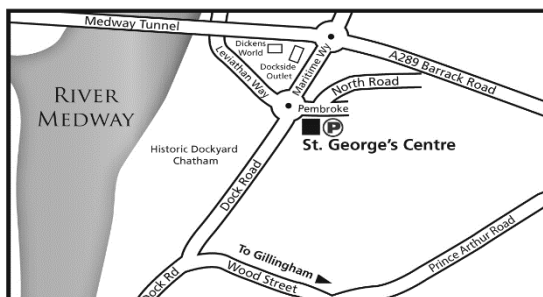 Medway Tunnel
Dickens
World
Dockside
Outlet
Leviathan Way
Maritime Wy
A289 Barrack Road
North Road
Pembroke
P
St. George's Centre
RIVER
MEDWAY
Historic Dockyard
Chatham
Dock Road
To Gillingham
Wood Street
Prince Arthur Road
Dock Rd